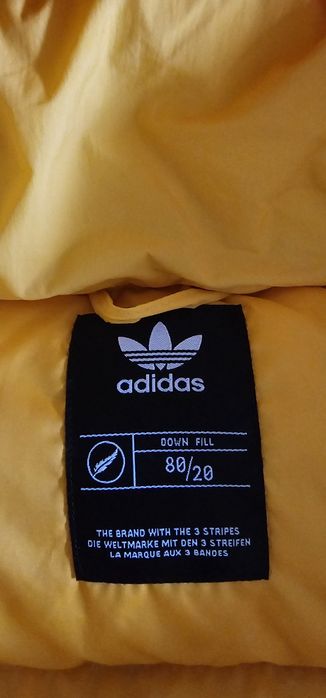 adidas
DOWN FILL
80/20
THE BRAND WITH THE 3 STRIPES
DIE WELTMARKE MIT DEN 3 STREIFEN
LA MARQUE AUX 3 BANDES